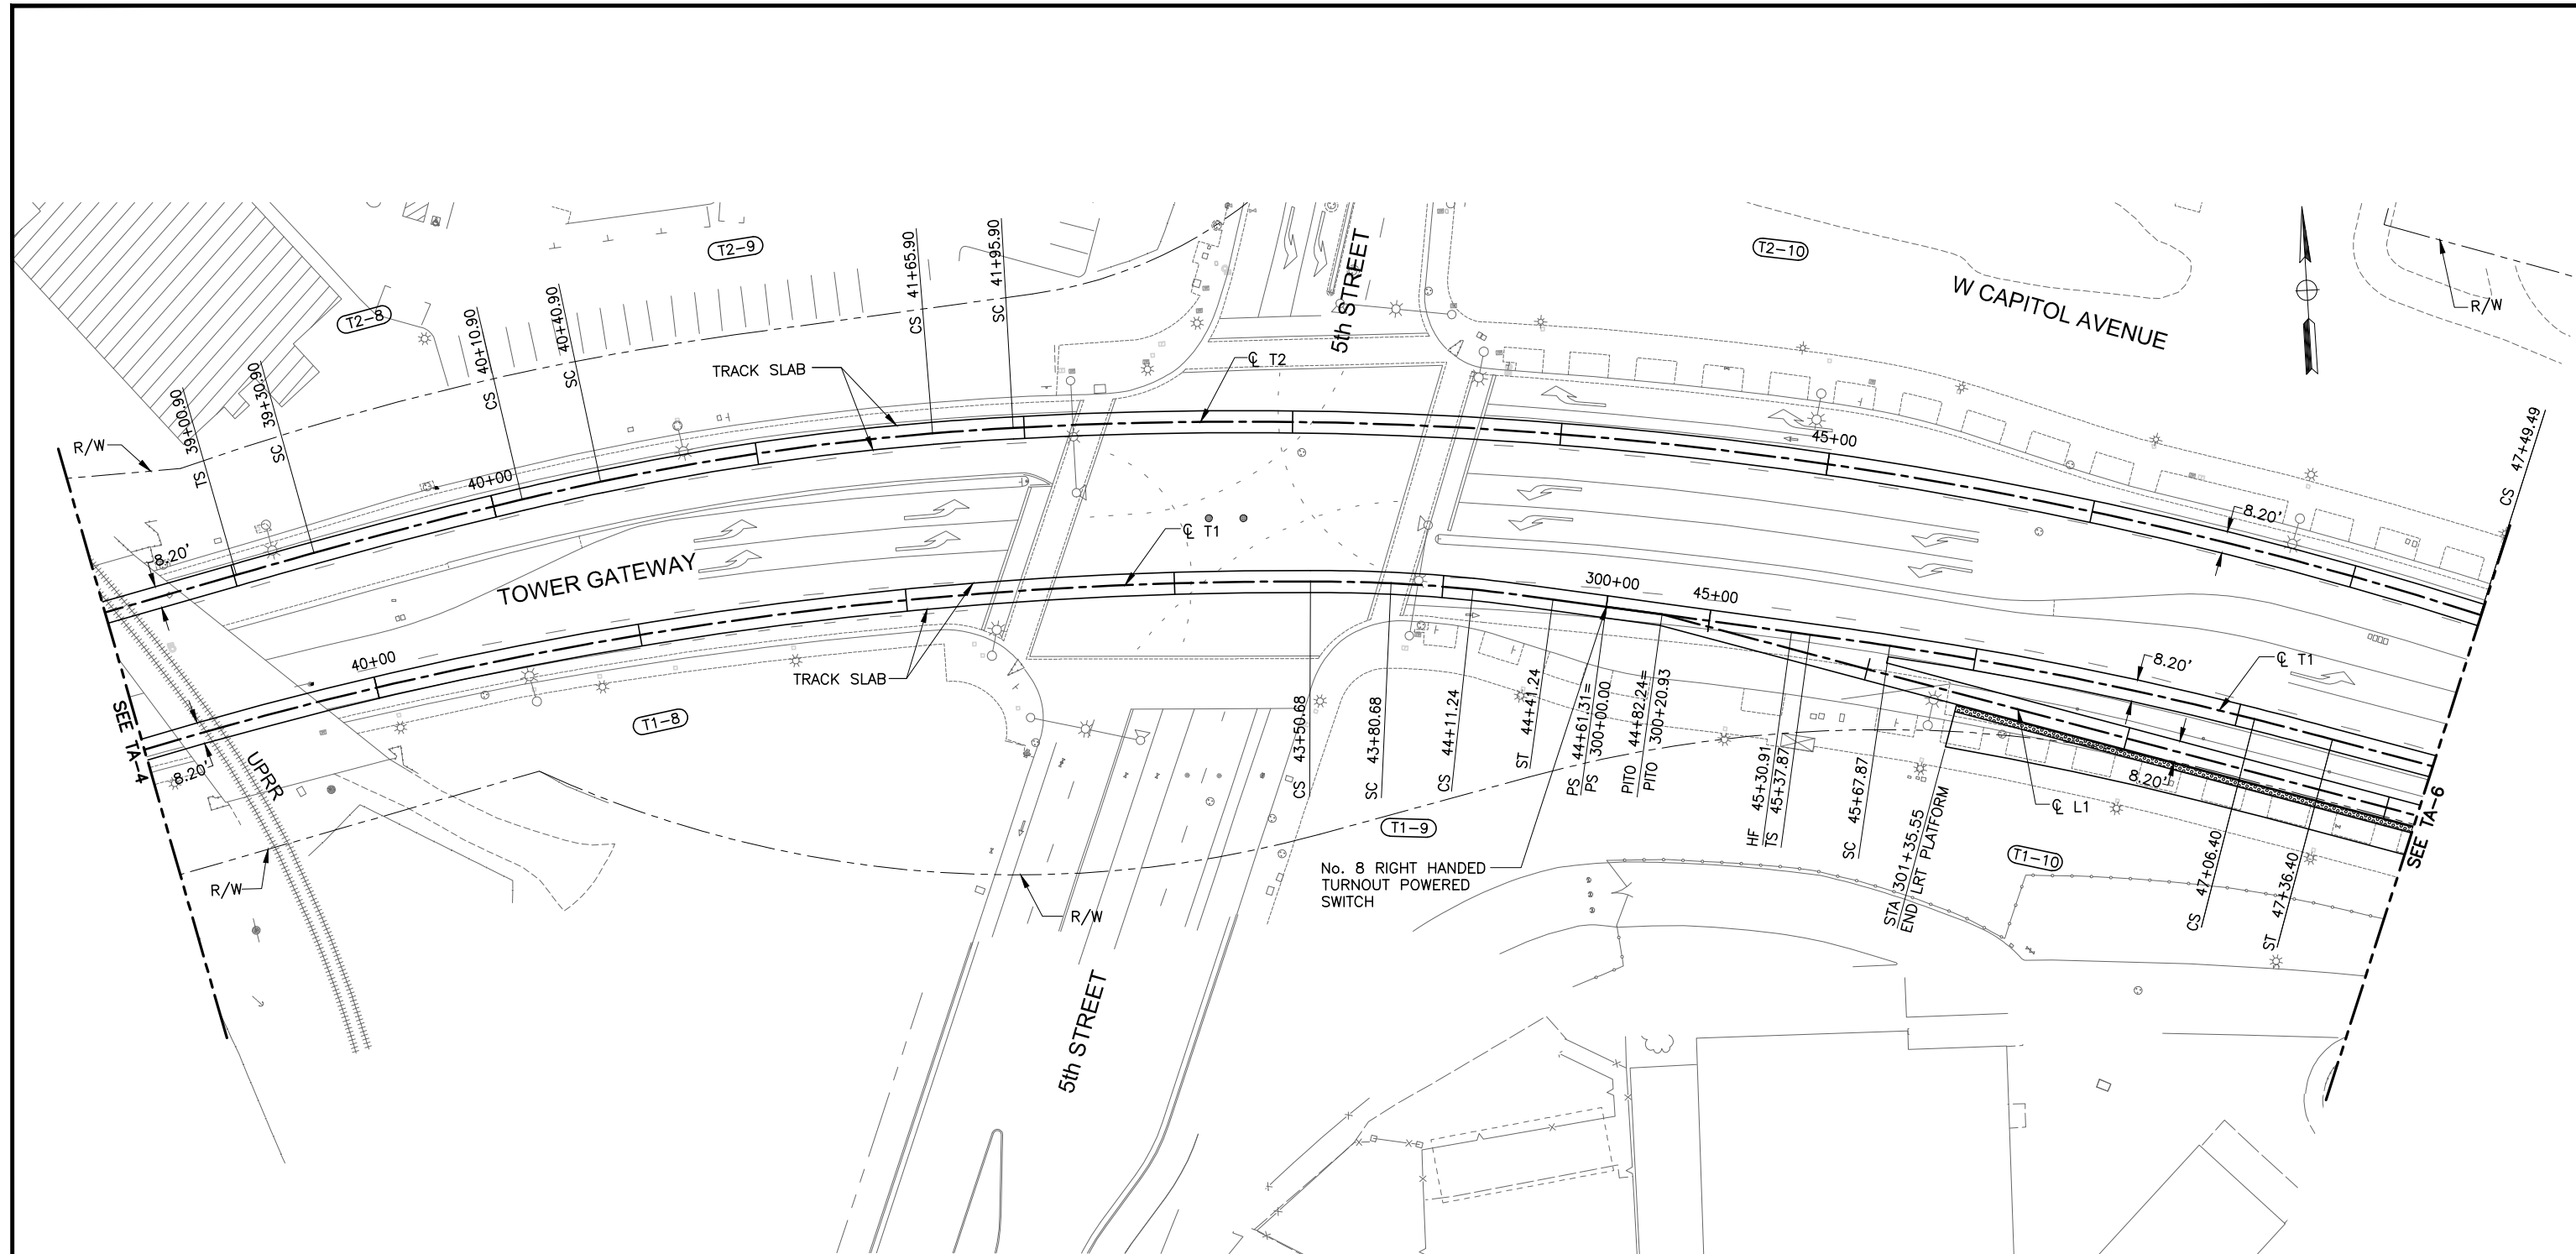 T2-8
T2-9
T2-10
W CAPITOL AVENUE
R/W
5th STREET
TS 39+00.90
SC 39+30.90
CS 40+10.90
SC 40+40.90
CS 41+65.90
SC 41+95.90
CS 47+49.49
TRACK SLAB
℄ T2
R/W
40+00
45+00
8.20'
8.20'
TOWER GATEWAY
℄ T1
300+00
45+00
40+00
TRACK SLAB
8.20'
℄ T1
SEE TA-4
8.20'
UPRR
T1-8
CS 43+50.68
SC 43+80.68
CS 44+11.24
ST 44+41.24
PS 44+61.31=
PS 300+00.00
PITO 44+82.24=
PITO 300+20.93
HF 45+30.91
TS 45+37.87
SC 45+67.87
STA 301+35.55
END LRT PLATFORM
8.20'
℄ L1
CS 47+06.40
ST 47+36.40
SEE TA-6
T1-9
T1-10
No. 8 RIGHT HANDED
TURNOUT POWERED
SWITCH
R/W
R/W
5th STREET